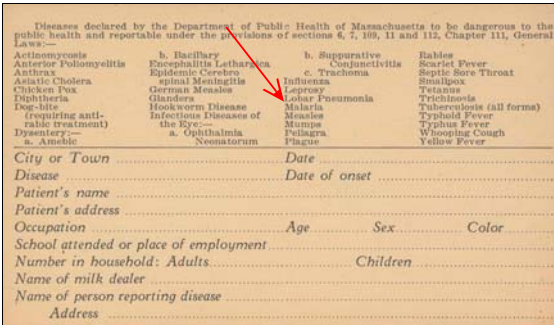 Diseases declared by the Department of Public Health of Massachusetts to be dangerous to the
public health and reportable under the provisions of sections 6, 7, 109, 11 and 112, Chapter 111, General
Laws:—
Actinomycosis
Anterior Poliomyelitis
Anthrax
Asiatic Cholera
Chicken Pox
Diphtheria
Dog-bite
(requiring anti-
rabic treatment)
Dysentery:—
a. Amebic
b. Bacillary
Encephalitis Lethargica
Epidemic Cerebro
spinal Meningitis
German Measles
Glanders
Hookworm Disease
Infectious Diseases of
the Eye:—
a. Ophthalmia
Neonatorum
b. Suppurative
Conjunctivitis
c. Trachoma
Influenza
Leprosy
Lobar Pneumonia
Malaria
Measles
Mumps
Pellagra
Plague
Rabies
Scarlet Fever
Septic Sore Throat
Smallpox
Tetanus
Trichinosis
Tuberculosis (all forms)
Typhoid Fever
Typhus Fever
Whooping Cough
Yellow Fever
City or Town Date
Disease Date of onset
Patient's name
Patient's address
Occupation Age Sex Color
School attended or place of employment
Number in household: Adults Children
Name of milk dealer
Name of person reporting disease
Address